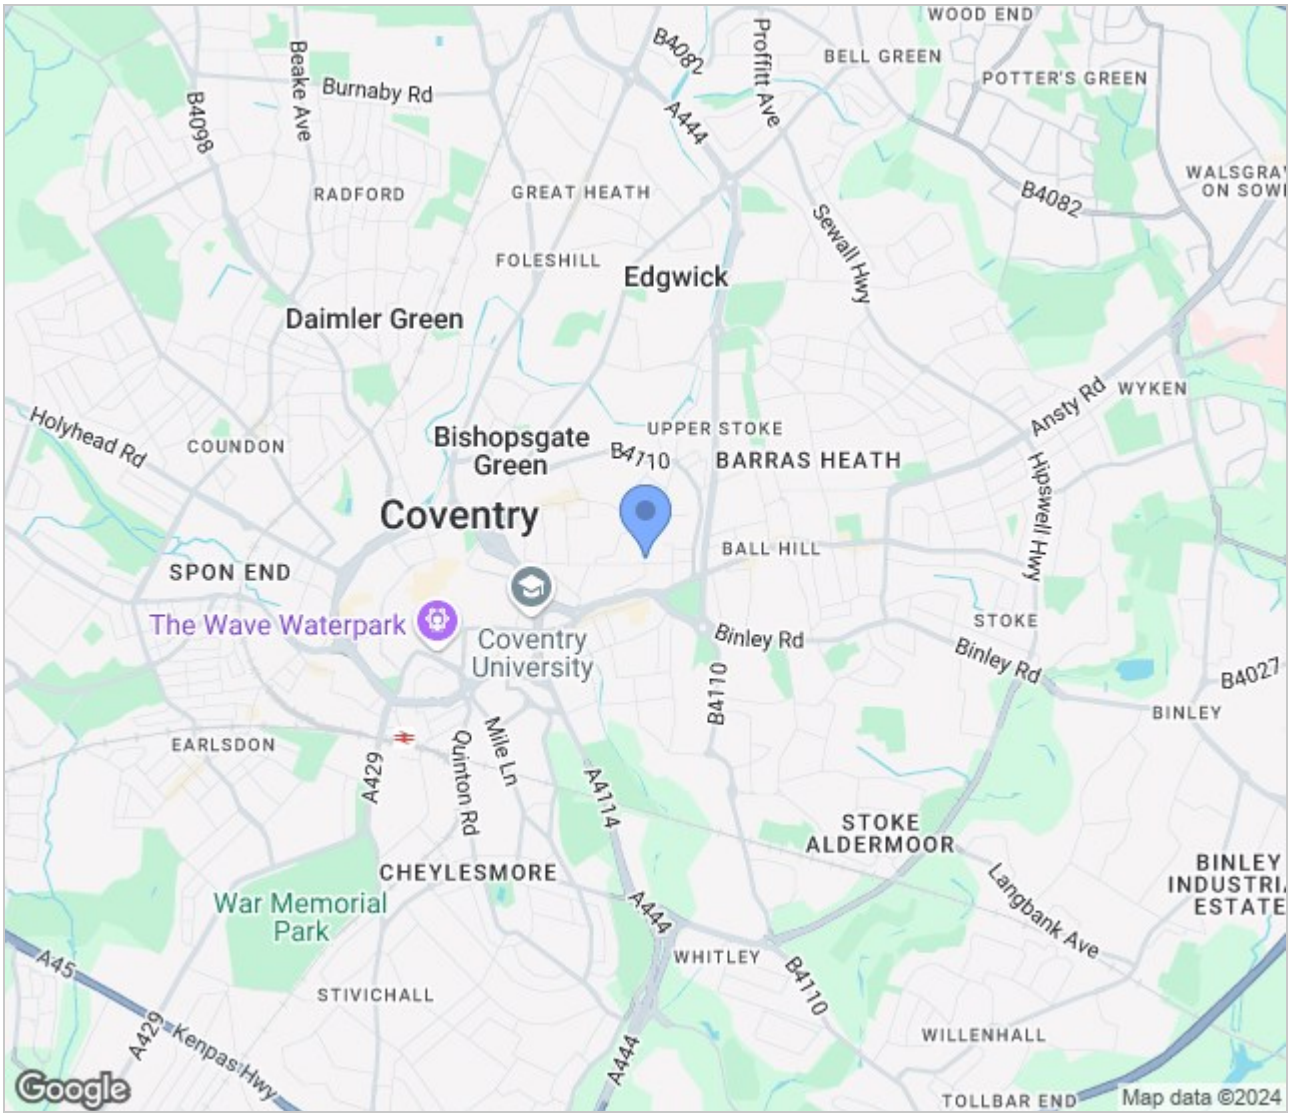 WOOD END
B4082
Proffitt Ave
BELL GREEN
POTTER'S GREEN
Beake Ave
Burnaby Rd
B4098
A444
WALSGRAV
ON SOWE
B4082
RADFORD
GREAT HEATH
Sewall Hwy
FOLESHILL
Edgwick
Daimler Green
WYKEN
Ansty Rd
Holyhead Rd
COUNDON
Bishopsgate
Green
UPPER STOKE
B4110
BARRAS HEATH
Hipswell Hwy
Coventry
BALL HILL
SPON END
The Wave Waterpark
Coventry
University
STOKE
Binley Rd
Binley Rd
B4027
B4110
BINLEY
EARLSDON
Mile Ln
Quinton Rd
A429
A4114
STOKE
ALDERMOOR
CHEYLESMORE
BINLEY
INDUSTRIA
ESTATE
Langbank Ave
War Memorial
Park
A444
WHITLEY
A45
B4110
STIVICHALL
WILLENHALL
A429
Kenpas Hwy
A444
Google
TOLLBAR END
Map data ©2024